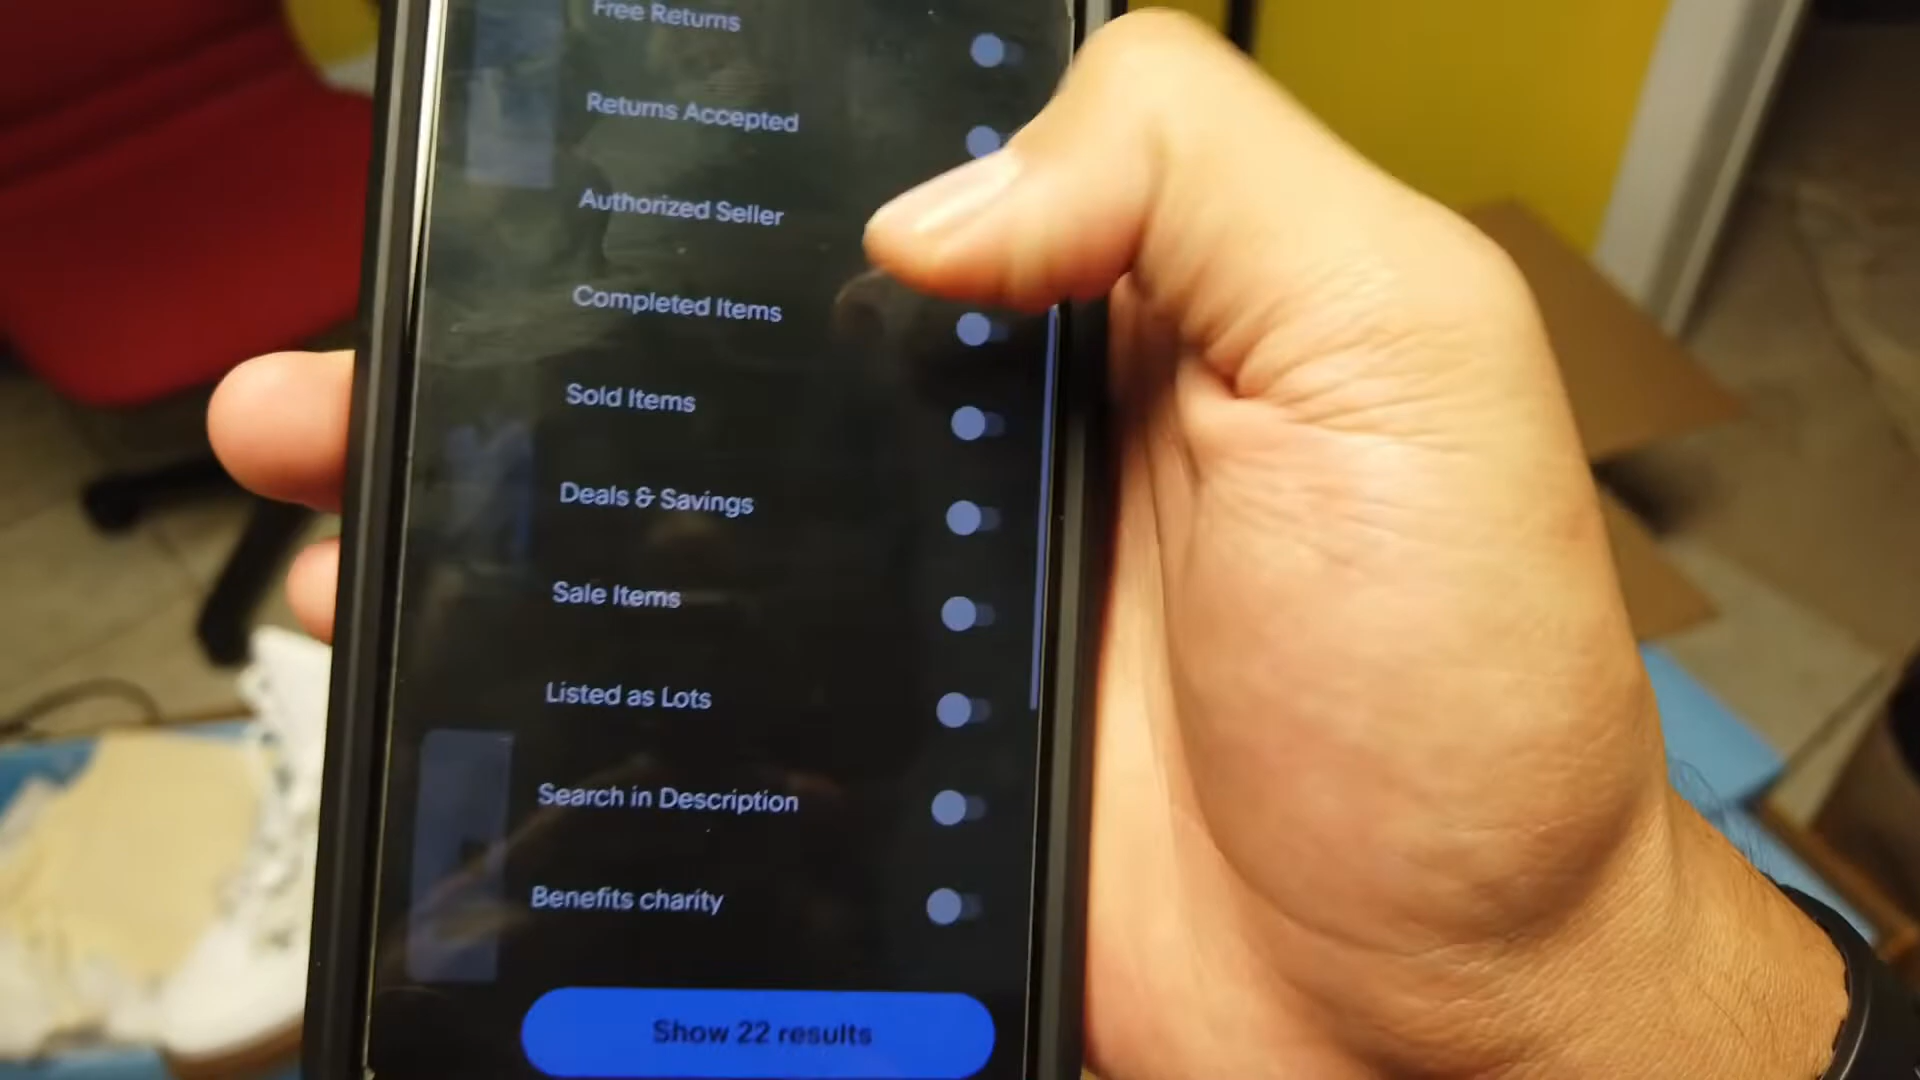 Free Returns
Returns Accepted
Authorized Seller
Completed Items
Sold Items
Deals & Savings
Sale Items
Listed as Lots
Search in Description
Benefits charity
Show 22 results